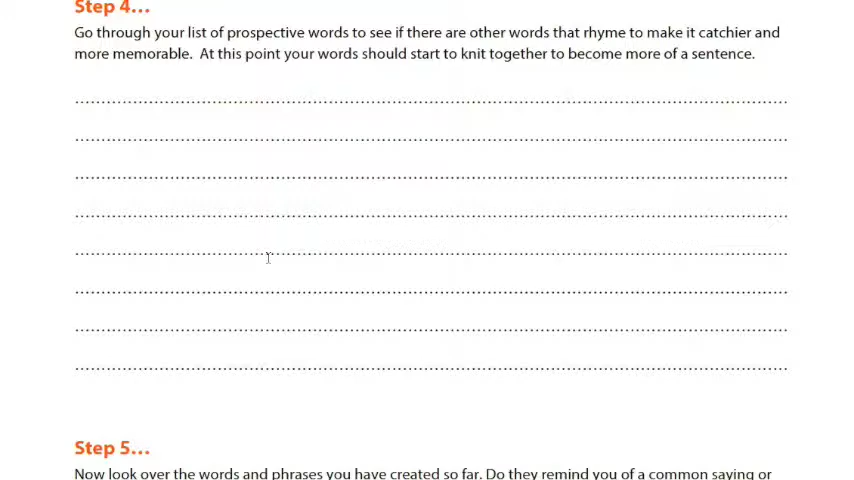 Step 4...
Go through your list of prospective words to see if there are other words that rhyme to make it catchier and
more memorable.  At this point your words should start to knit together to become more of a sentence.
Step 5...
Now look over the words and phrases you have created so far. Do they remind you of a common saying or